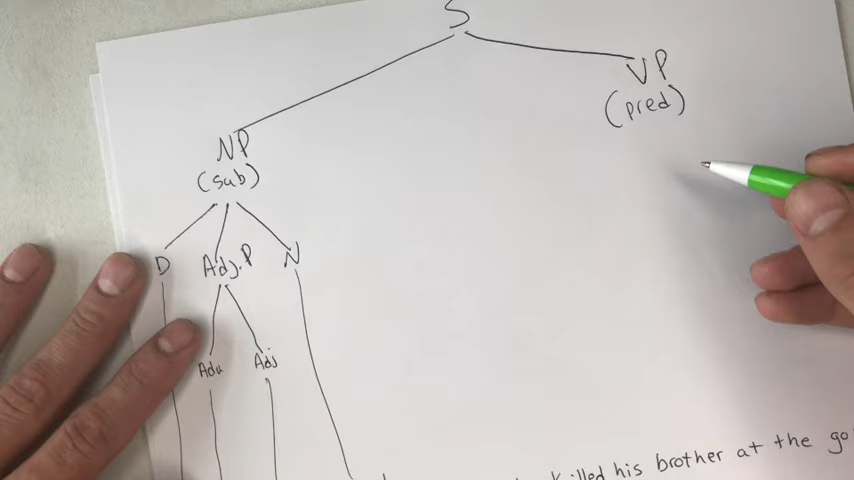 S
VP
(pred)
NP
(sub)
D Adj.P N
Adv Adj
killed his brother at the